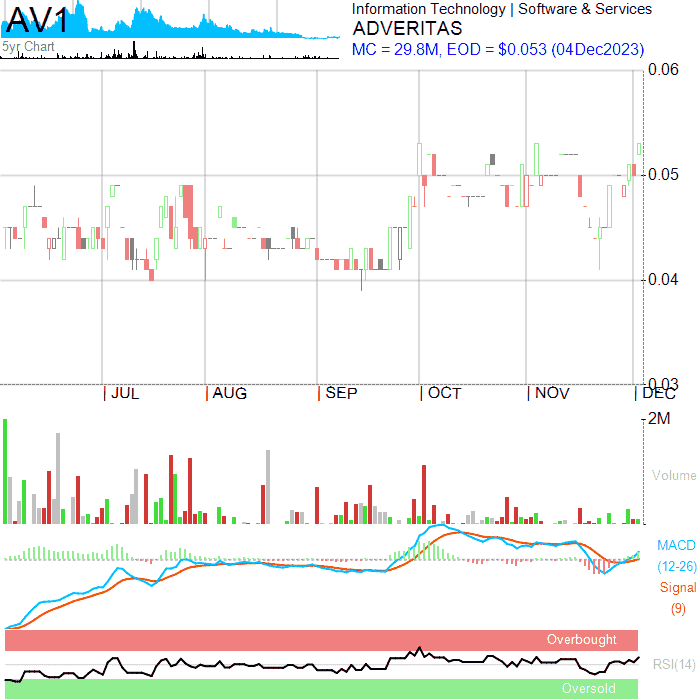 AV1
Information Technology | Software & Services
ADVERITAS
MC = 29.8M, EOD = $0.053 (04Dec2023)
5yr Chart
0.06
0.05
0.04
0.03
JUL
AUG
SEP
OCT
NOV
DEC
2M
Volume
MACD
(12-26)
Signal
(9)
Overbought
RSI(14)
Oversold